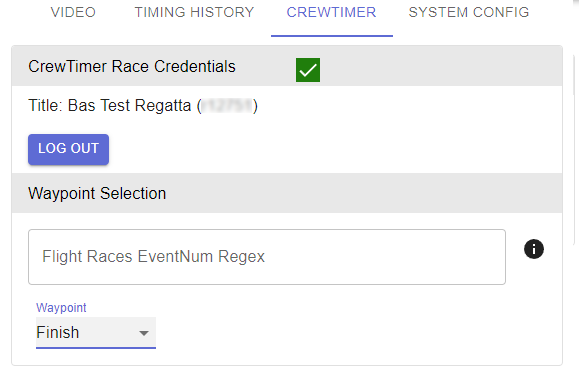 VIDEO TIMING HISTORY CREWTIMER SYSTEM CONFIG
CrewTimer Race Credentials
Title: Bas Test Regatta ( )
LOG OUT
Waypoint Selection
Flight Races EventNum Regex
Waypoint
Finish